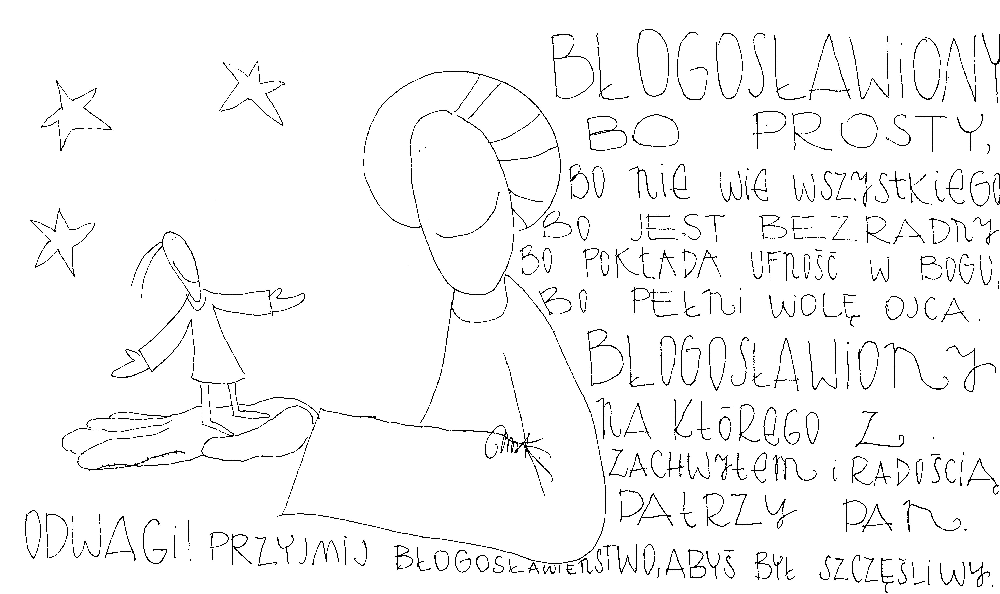 BŁOGOSŁAWIONY
BO PROSTY,
BO NIE WIE WSZYSTKIEGO
BO JEST BEZRADNY
BO POKŁADA UFNOŚĆ W BOGU,
BO PEŁNI WOLĘ OJCA.
BŁOGOSŁAWIONY
NA KTÓREGO Z
ZACHWYTEM i RADOŚCIĄ
PATRZY PAN.
ODWAGi! PRZYJMIJ BŁOGOSŁAWIENSTWO, ABYŚ BYŁ SZCZĘŚLIWY.